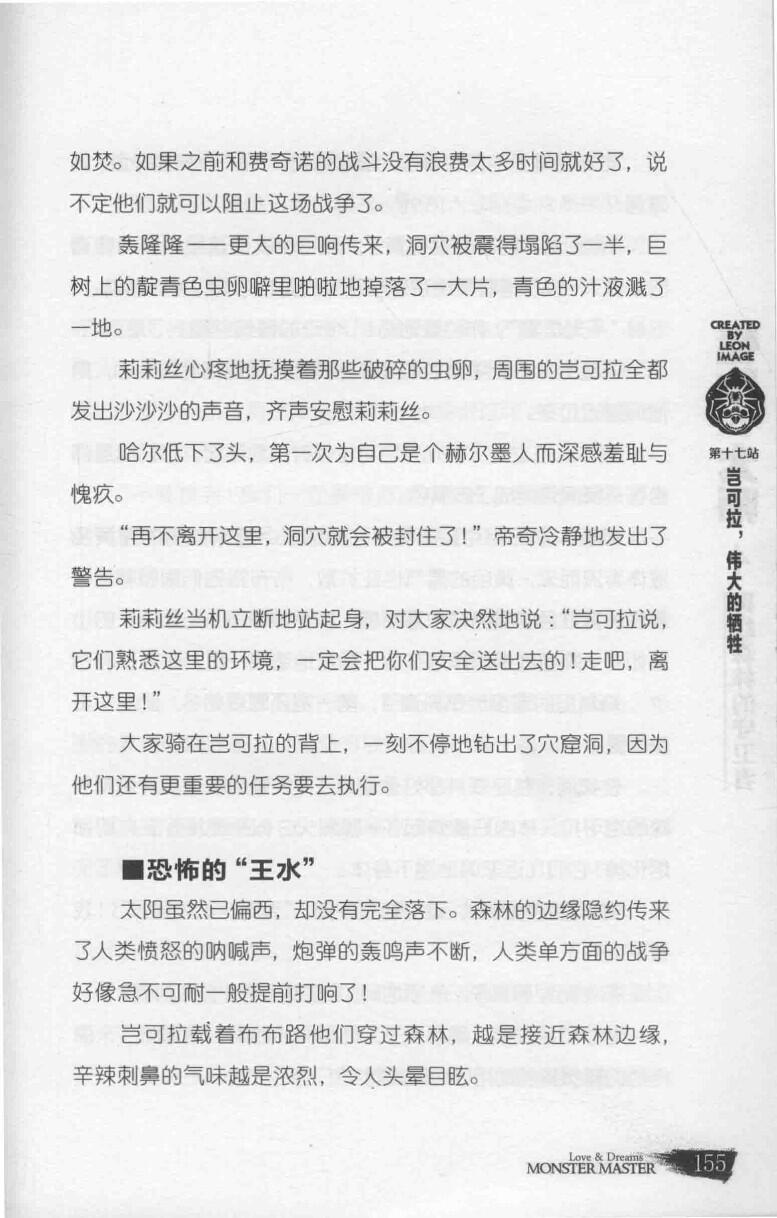 如焚。如果之前和费奇诺的战斗没有浪费太多时间就好了，说
不定他们就可以阻止这场战争了。
轰隆隆——更大的巨响传来，洞穴被震得塌陷了一半，巨
树上的靛青色虫卵噼里啪啦地掉落了一大片，青色的汁液溅了
一地。
莉莉丝心疼地抚摸着那些破碎的虫卵，周围的岂可拉全都
发出沙沙沙的声音，齐声安慰莉莉丝。
哈尔低下了头，第一次为自己是个赫尔墨人而深感羞耻与
愧疚。
“再不离开这里，洞穴就会被封住了！”帝奇冷静地发出了
警告。
莉莉丝当机立断地站起身，对大家决然地说：“岂可拉说，
它们熟悉这里的环境，一定会把你们安全送出去的！走吧，离
开这里！”
大家骑在岂可拉的背上，一刻不停地钻出了穴窟洞，因为
他们还有更重要的任务要去执行。
■恐怖的“王水”
太阳虽然已偏西，却没有完全落下。森林的边缘隐约传来
了人类愤怒的呐喊声，炮弹的轰鸣声不断，人类单方面的战争
好像急不可耐一般提前打响了！
岂可拉载着布布路他们穿过森林，越是接近森林边缘，
辛辣刺鼻的气味越是浓烈，令人头晕目眩。
CREATED
BY
LEON
IMAGE
第十七站
岂可拉，伟大的牺牲
Love & Dreams
MONSTER MASTER
155